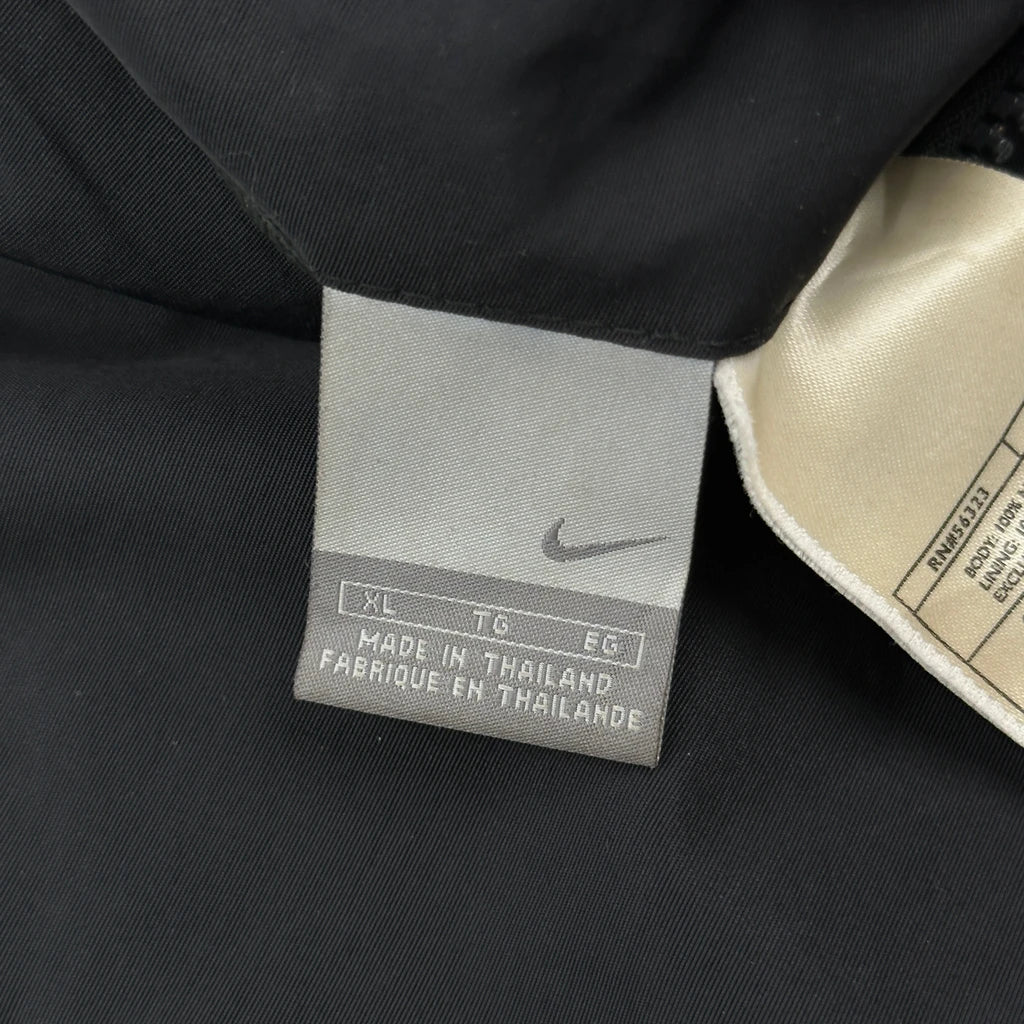 XL TG EG
MADE IN THAILAND
FABRIQUE EN THAILANDE
RN#56323
BODY: 100%
LINING: